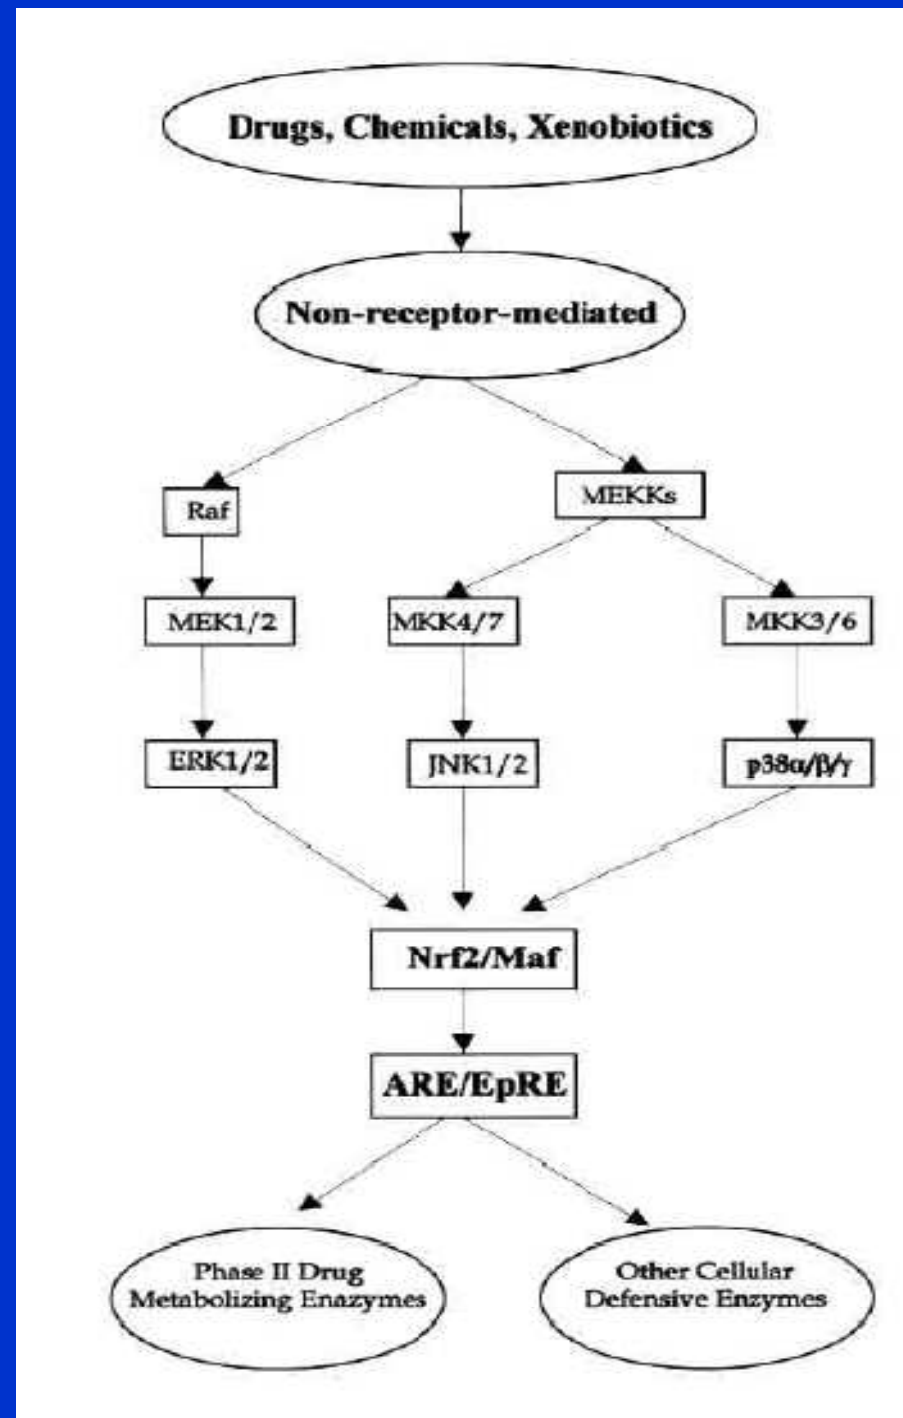 Drugs, Chemicals, Xenobiotics
Non-receptor-mediated
Raf
MEKKs
MEK1/2
MKK4/7
MKK3/6
ERK1/2
JNK1/2
p38α/β/γ
Nrf2/Maf
ARE/EpRE
Phase II Drug
Metabolizing Enazymes
Other Cellular
Defensive Enzymes